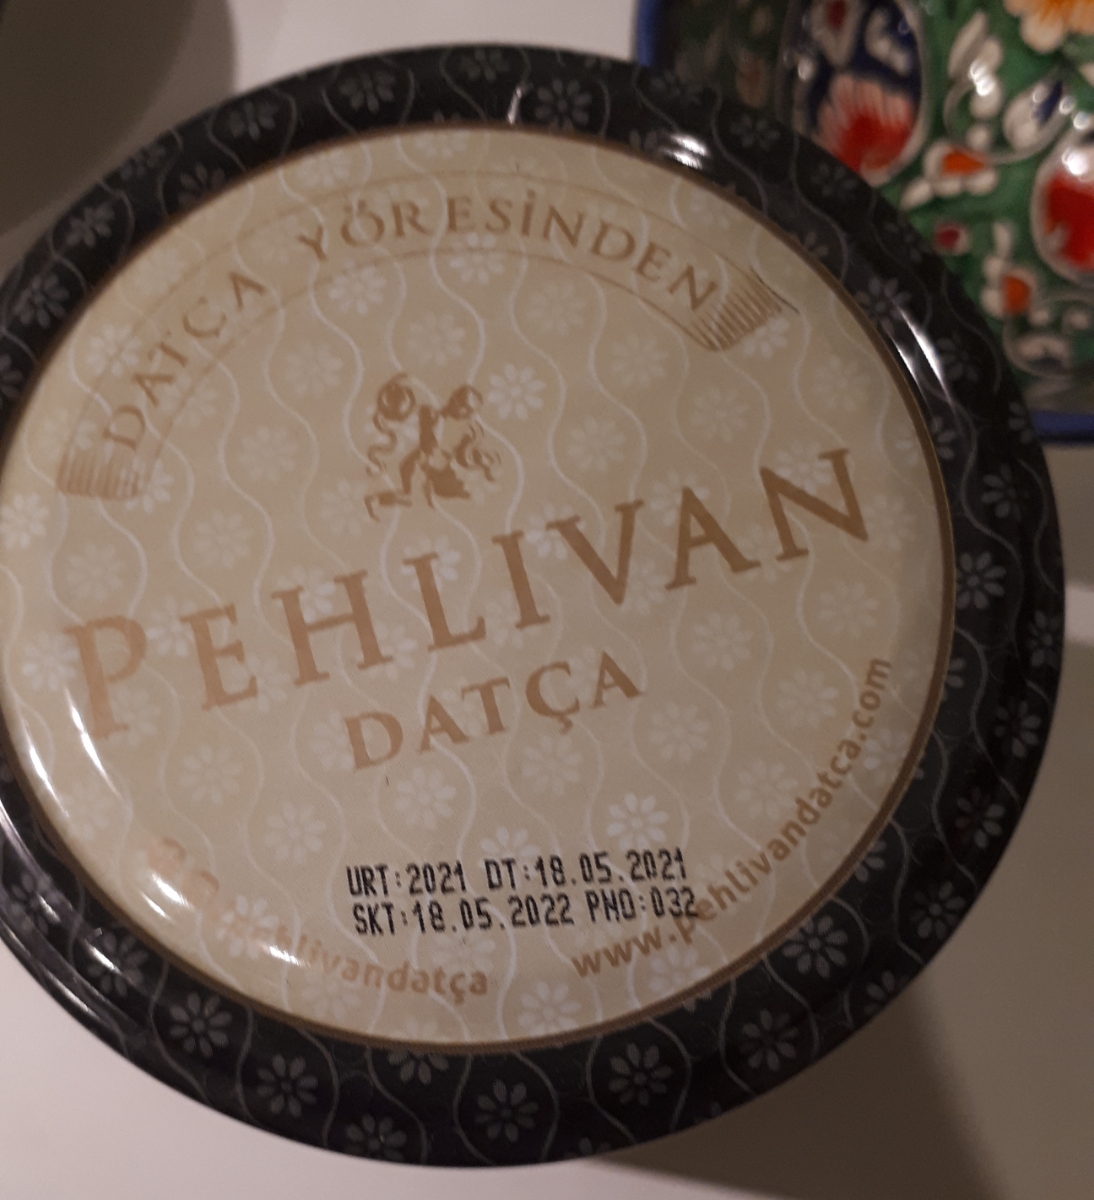 DATÇA YÖRESİNDEN
PEHLIVAN
DATÇA
URT:2021 DT:18.05.2021
SKT:18.05.2022 PNO:032
pehlivandatça
www.pehlivandatca.com